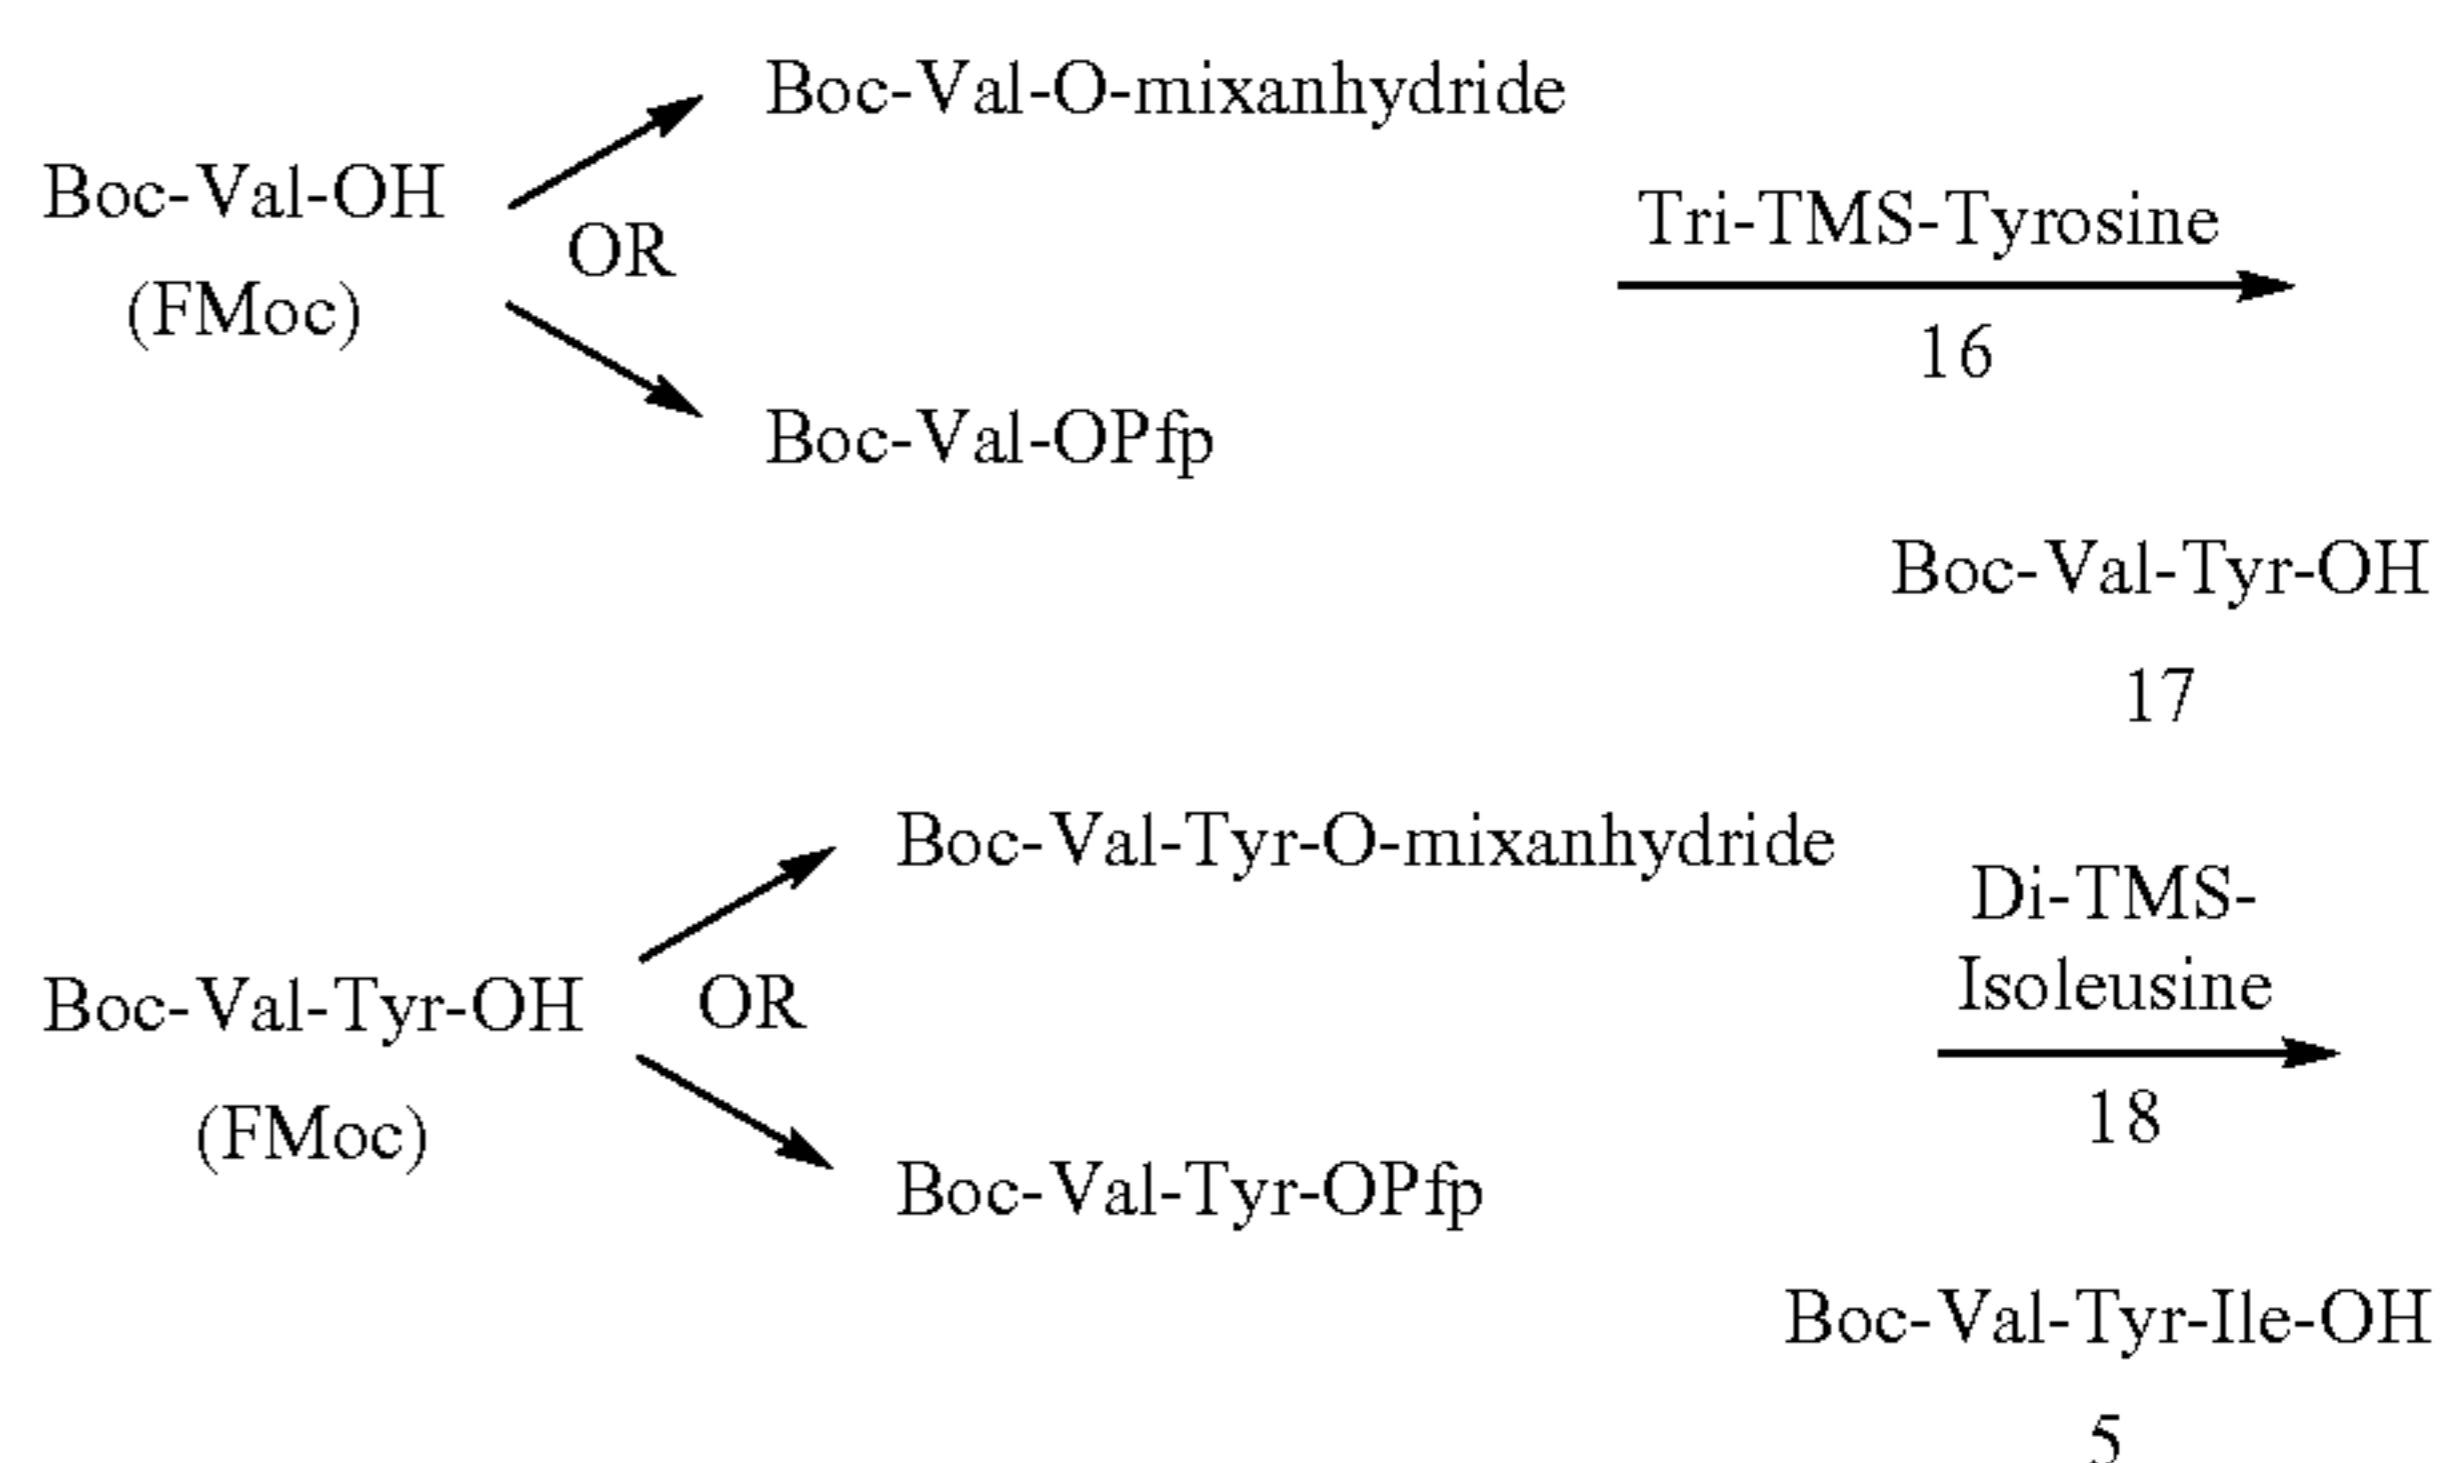 Boc-Val-O-mixanhydride
Boc-Val-OH
OR
(FMoc)
Boc-Val-OPfp
Tri-TMS-Tyrosine
16
Boc-Val-Tyr-OH
17
Boc-Val-Tyr-O-mixanhydride
Boc-Val-Tyr-OH
OR
(FMoc)
Boc-Val-Tyr-OPfp
Di-TMS-
Isoleusine
18
Boc-Val-Tyr-Ile-OH
5